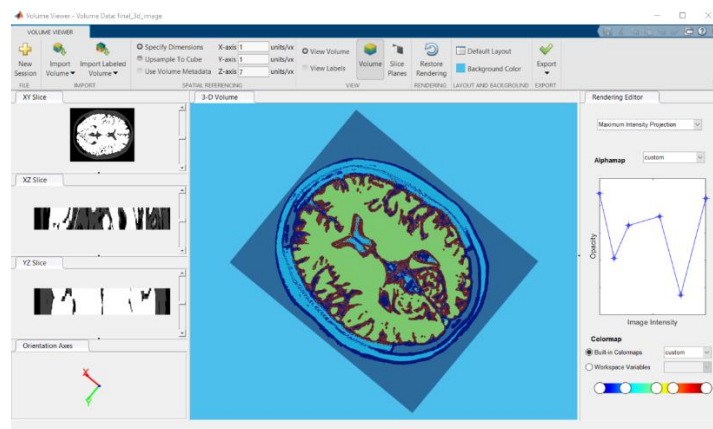 Volume Viewer - Volume Data: final_3d_image
VOLUME VIEWER
New Session
Import Volume
Import Labeled Volume
Specify Dimensions
Upsample To Cube
Use Volume Metadata
X-axis 1 units/vx
Y-axis 1 units/vx
Z-axis 2 units/vx
View Volume
View Labels
Volume
Slice Planes
Restore Rendering
Default Layout
Background Color
Export
FILE
IMPORT
SPATIAL REFERENCING
VIEW
RENDERING
LAYOUT AND BACKGROUND
EXPORT
XY Slice
3-D Volume
Rendering Editor
Maximum Intensity Projection
Alphamap custom
XZ Slice
Opacity
YZ Slice
Image Intensity
Colormap
Orientation Axes
Built-in Colormaps custom
Workspace Variables
X
Y